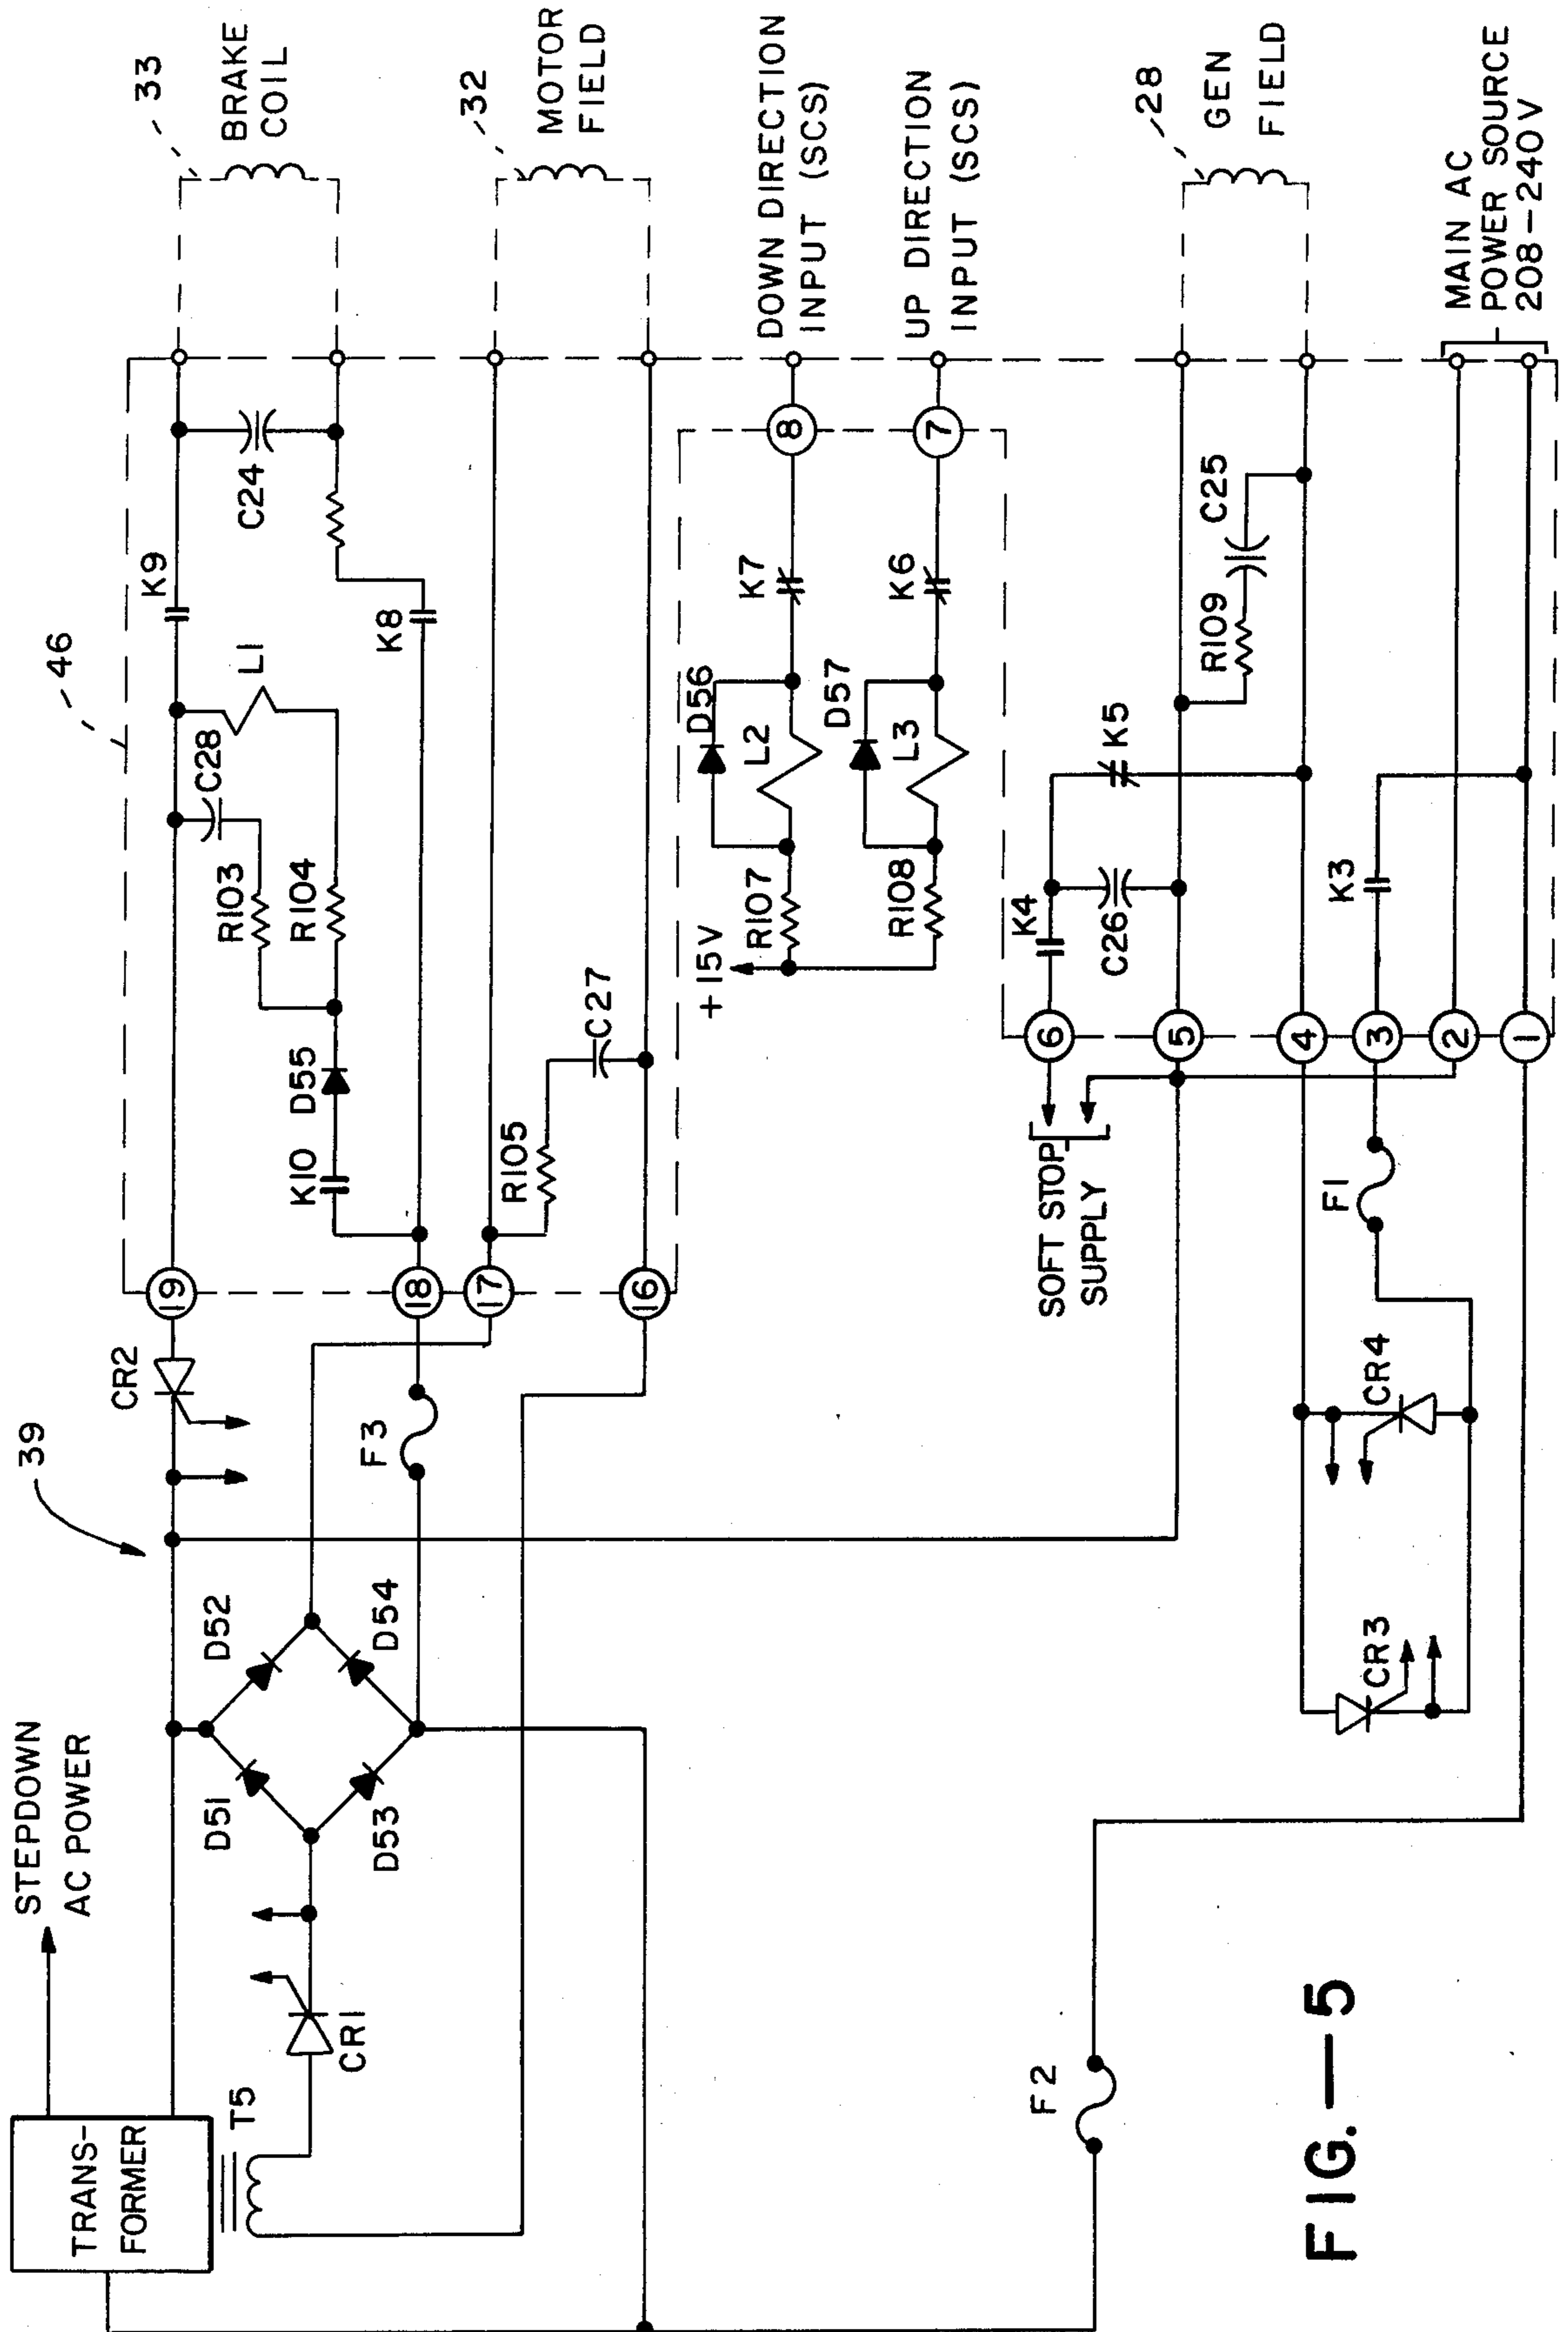 STEPDOWN
AC POWER
TRANS-
FORMER
T5
CR1
D51
D52
D53
D54
39
CR2
F3
19
18
17
16
46
K9
L1
C28
R103
R104
K10
D55
K8
C24
R105
C27
33
BRAKE
COIL
32
MOTOR
FIELD
+15V
R107
L2
D56
K7
8
DOWN DIRECTION
INPUT (SCS)
R108
L3
D57
K6
7
UP DIRECTION
INPUT (SCS)
SOFT STOP
SUPPLY
6
5
4
3
2
1
K4
C26
K5
R109
C25
K3
28
GEN
FIELD
MAIN AC
POWER SOURCE
208-240V
F1
CR4
CR3
F2
FIG.—5